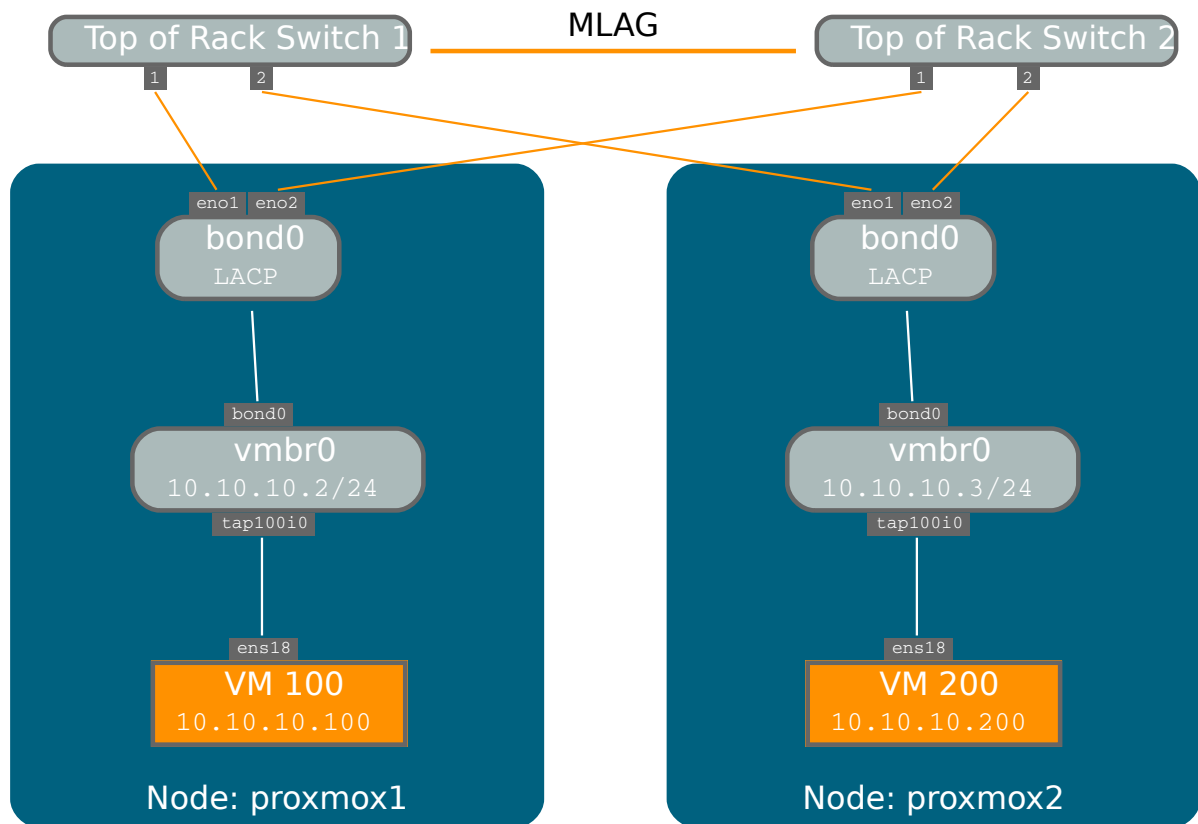 MLAG
Top of Rack Switch 1
Top of Rack Switch 2
1
2
1
2
eno1
eno2
bond0
LACP
bond0
vmbr0
10.10.10.2/24
tap100i0
ens18
VM 100
10.10.10.100
Node: proxmox1
eno1
eno2
bond0
LACP
bond0
vmbr0
10.10.10.3/24
tap100i0
ens18
VM 200
10.10.10.200
Node: proxmox2